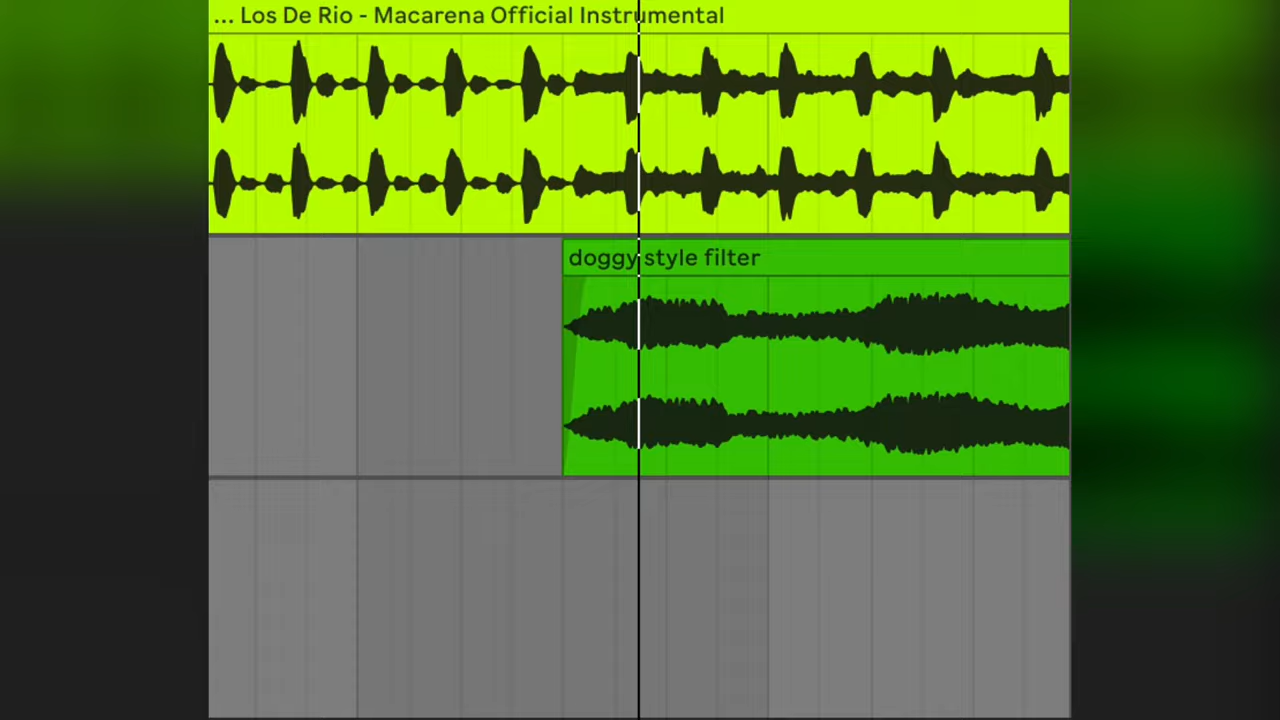 ... Los De Rio - Macarena Official Instrumental
doggy style filter